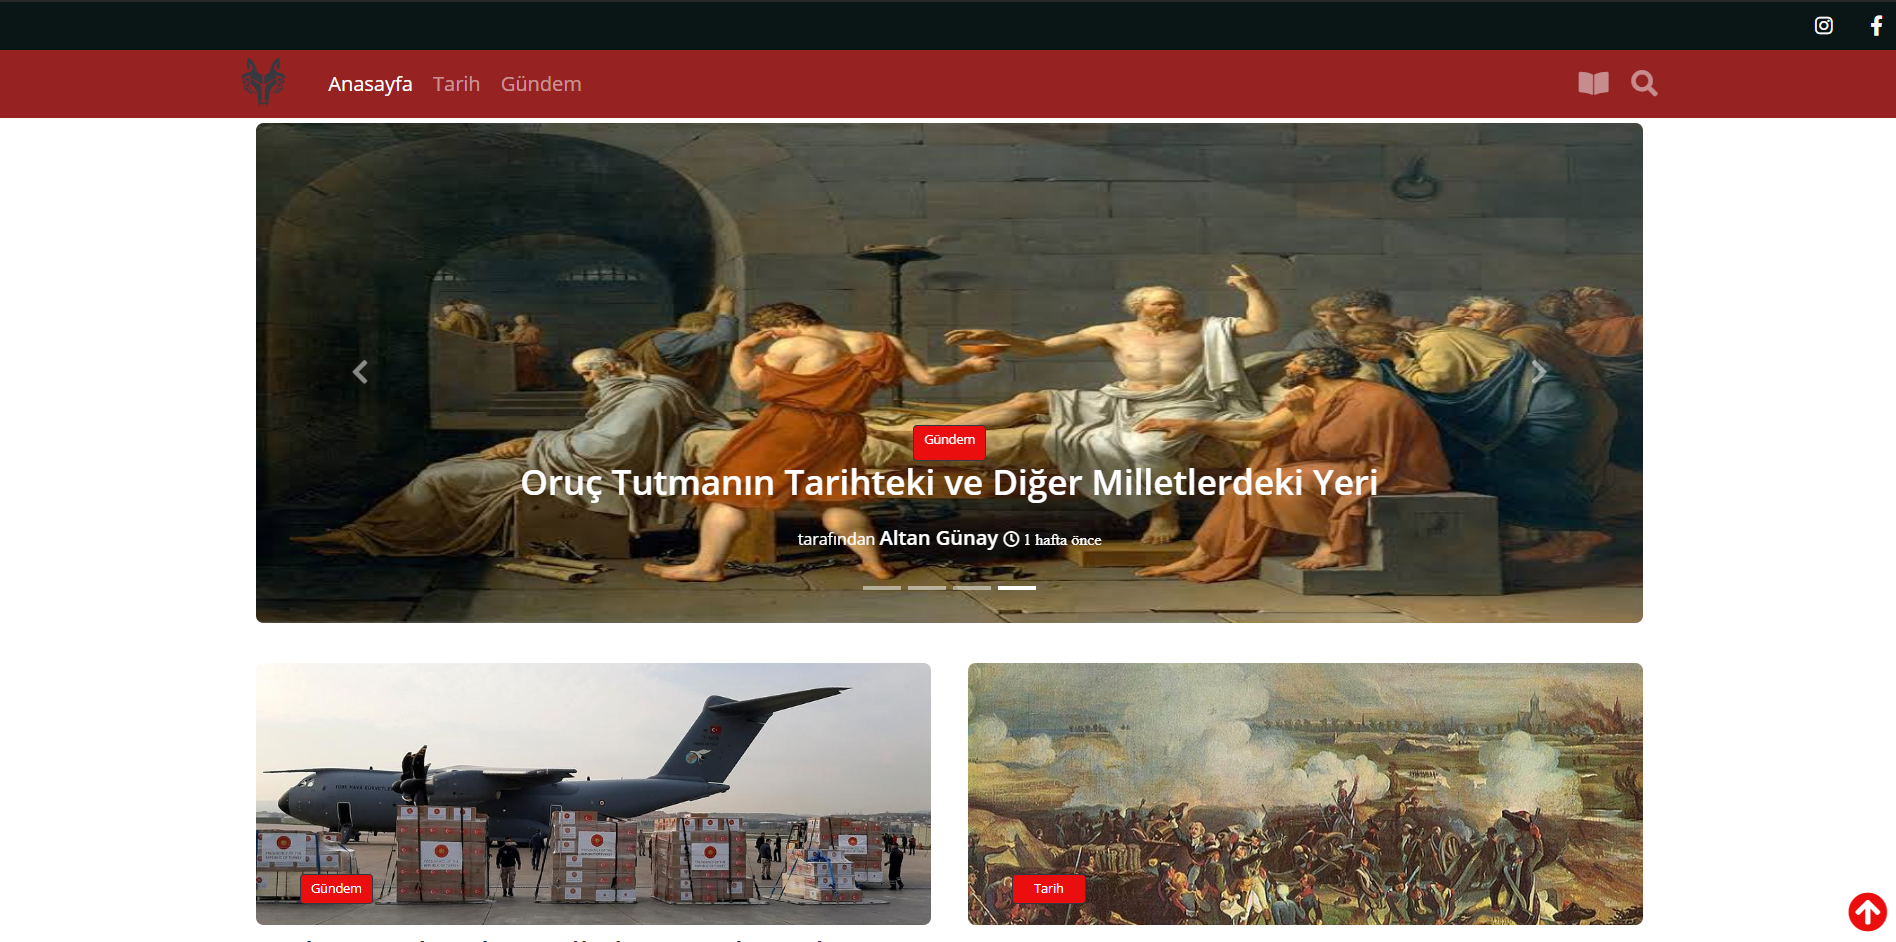 Anasayfa Tarih Gündem
Gündem
Oruç Tutmanın Tarihteki ve Diğer Milletlerdeki Yeri
tarafından Altan Günay 1 hafta önce
Gündem
Tarih